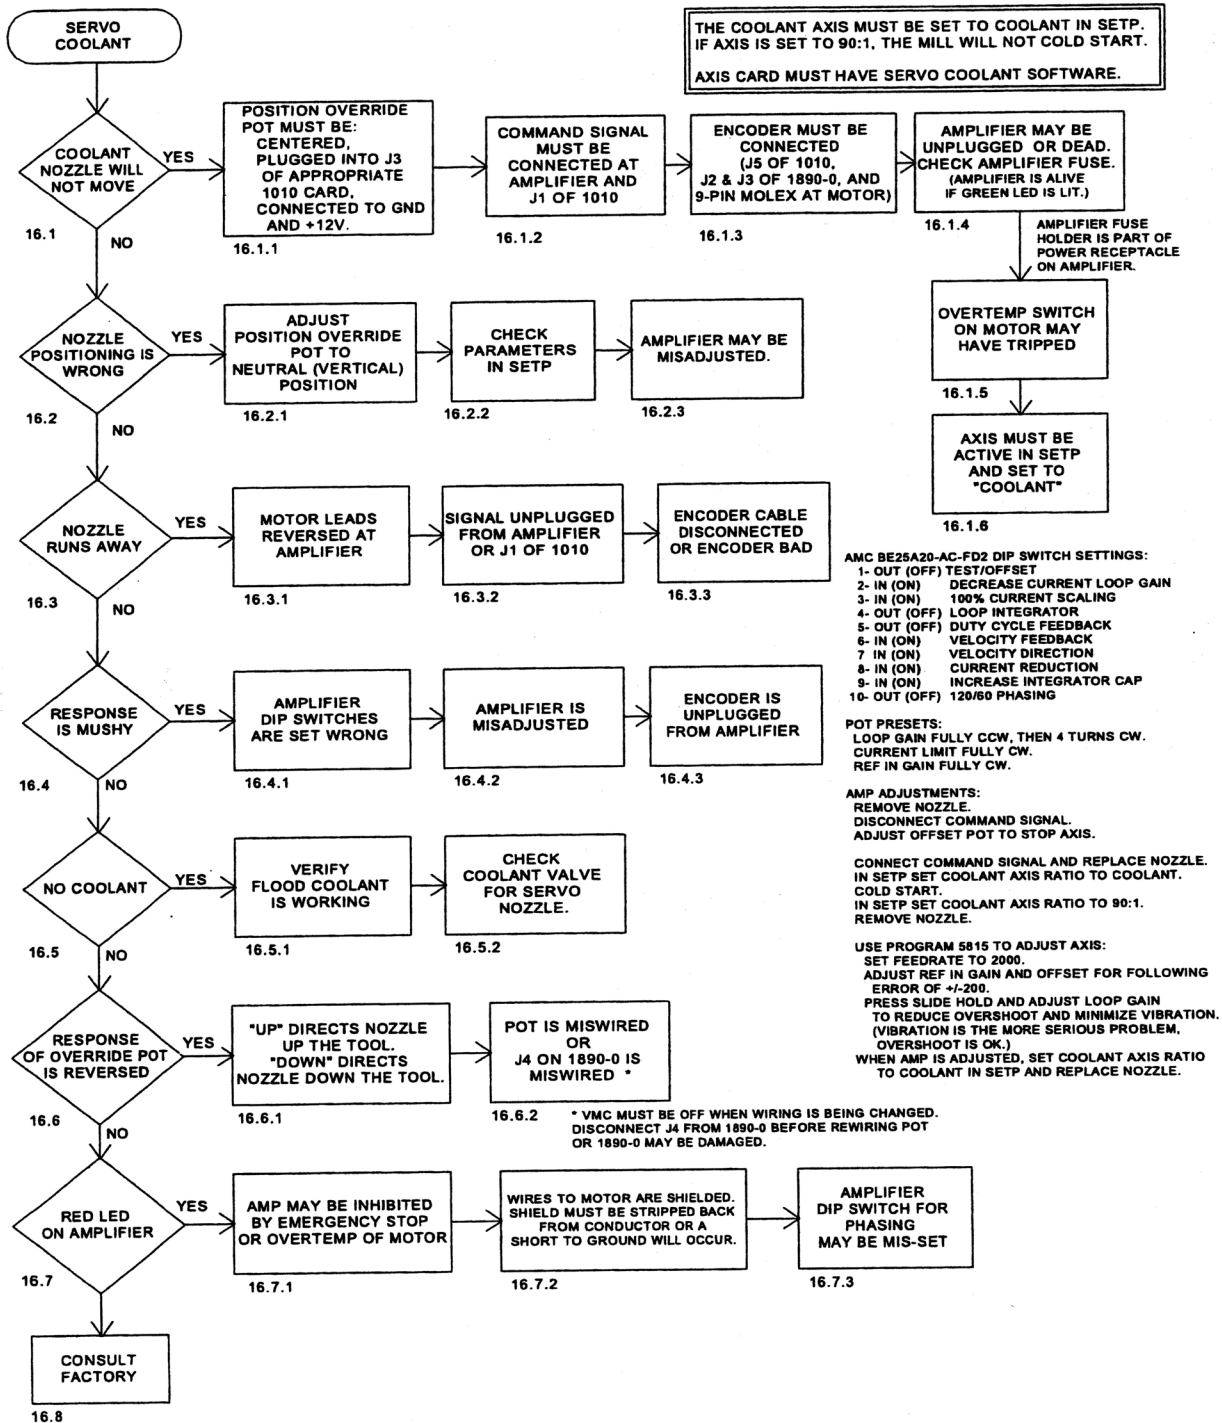 SERVO
COOLANT
THE COOLANT AXIS MUST BE SET TO COOLANT IN SETP.
IF AXIS IS SET TO 90:1, THE MILL WILL NOT COLD START.
AXIS CARD MUST HAVE SERVO COOLANT SOFTWARE.
COOLANT
NOZZLE WILL
NOT MOVE
YES
16.1
NO
POSITION OVERRIDE
POT MUST BE:
CENTERED,
PLUGGED INTO J3
OF APPROPRIATE
1010 CARD,
CONNECTED TO GND
AND +12V.
16.1.1
COMMAND SIGNAL
MUST BE
CONNECTED AT
AMPLIFIER AND
J1 OF 1010
16.1.2
ENCODER MUST BE
CONNECTED
(J5 OF 1010,
J2 & J3 OF 1890-0, AND
9-PIN MOLEX AT MOTOR)
16.1.3
AMPLIFIER MAY BE
UNPLUGGED OR DEAD.
CHECK AMPLIFIER FUSE.
(AMPLIFIER IS ALIVE
IF GREEN LED IS LIT.)
16.1.4
AMPLIFIER FUSE
HOLDER IS PART OF
POWER RECEPTACLE
ON AMPLIFIER.
OVERTEMP SWITCH
ON MOTOR MAY
HAVE TRIPPED
16.1.5
AXIS MUST BE
ACTIVE IN SETP
AND SET TO
"COOLANT"
16.1.6
NOZZLE
POSITIONING IS
WRONG
YES
16.2
NO
ADJUST
POSITION OVERRIDE
POT TO
NEUTRAL (VERTICAL)
POSITION
16.2.1
CHECK
PARAMETERS
IN SETP
16.2.2
AMPLIFIER MAY BE
MISADJUSTED.
16.2.3
NOZZLE
RUNS AWAY
YES
16.3
NO
MOTOR LEADS
REVERSED AT
AMPLIFIER
16.3.1
SIGNAL UNPLUGGED
FROM AMPLIFIER
OR J1 OF 1010
16.3.2
ENCODER CABLE
DISCONNECTED
OR ENCODER BAD
16.3.3
AMC BE25A20-AC-FD2 DIP SWITCH SETTINGS:
1- OUT (OFF) TEST/OFFSET
2- IN (ON) DECREASE CURRENT LOOP GAIN
3- IN (ON) 100% CURRENT SCALING
4- OUT (OFF) LOOP INTEGRATOR
5- OUT (OFF) DUTY CYCLE FEEDBACK
6- IN (ON) VELOCITY FEEDBACK
7 IN (ON) VELOCITY DIRECTION
8- IN (ON) CURRENT REDUCTION
9- IN (ON) INCREASE INTEGRATOR CAP
10- OUT (OFF) 120/60 PHASING
POT PRESETS:
LOOP GAIN FULLY CCW, THEN 4 TURNS CW.
CURRENT LIMIT FULLY CW.
REF IN GAIN FULLY CW.
AMP ADJUSTMENTS:
REMOVE NOZZLE.
DISCONNECT COMMAND SIGNAL.
ADJUST OFFSET POT TO STOP AXIS.
CONNECT COMMAND SIGNAL AND REPLACE NOZZLE.
IN SETP SET COOLANT AXIS RATIO TO COOLANT.
COLD START.
IN SETP SET COOLANT AXIS RATIO TO 90:1.
REMOVE NOZZLE.
USE PROGRAM 5815 TO ADJUST AXIS:
SET FEEDRATE TO 2000.
ADJUST REF IN GAIN AND OFFSET FOR FOLLOWING
ERROR OF +/-200.
PRESS SLIDE HOLD AND ADJUST LOOP GAIN
TO REDUCE OVERSHOOT AND MINIMIZE VIBRATION.
(VIBRATION IS THE MORE SERIOUS PROBLEM,
OVERSHOOT IS OK.)
WHEN AMP IS ADJUSTED, SET COOLANT AXIS RATIO
TO COOLANT IN SETP AND REPLACE NOZZLE.
RESPONSE
IS MUSHY
YES
16.4
NO
AMPLIFIER
DIP SWITCHES
ARE SET WRONG
16.4.1
AMPLIFIER IS
MISADJUSTED
16.4.2
ENCODER IS
UNPLUGGED
FROM AMPLIFIER
16.4.3
NO COOLANT
YES
16.5
NO
VERIFY
FLOOD COOLANT
IS WORKING
16.5.1
CHECK
COOLANT VALVE
FOR SERVO
NOZZLE.
16.5.2
RESPONSE
OF OVERRIDE POT
IS REVERSED
YES
16.6
NO
"UP" DIRECTS NOZZLE
UP THE TOOL.
"DOWN" DIRECTS
NOZZLE DOWN THE TOOL.
16.6.1
POT IS MISWIRED
OR
J4 ON 1890-0 IS
MISWIRED *
16.6.2
* VMC MUST BE OFF WHEN WIRING IS BEING CHANGED.
DISCONNECT J4 FROM 1890-0 BEFORE REWIRING POT
OR 1890-0 MAY BE DAMAGED.
RED LED
ON AMPLIFIER
YES
16.7
AMP MAY BE INHIBITED
BY EMERGENCY STOP
OR OVERTEMP OF MOTOR
16.7.1
WIRES TO MOTOR ARE SHIELDED.
SHIELD MUST BE STRIPPED BACK
FROM CONDUCTOR OR A
SHORT TO GROUND WILL OCCUR.
16.7.2
AMPLIFIER
DIP SWITCH FOR
PHASING
MAY BE MIS-SET
16.7.3
CONSULT
FACTORY
16.8